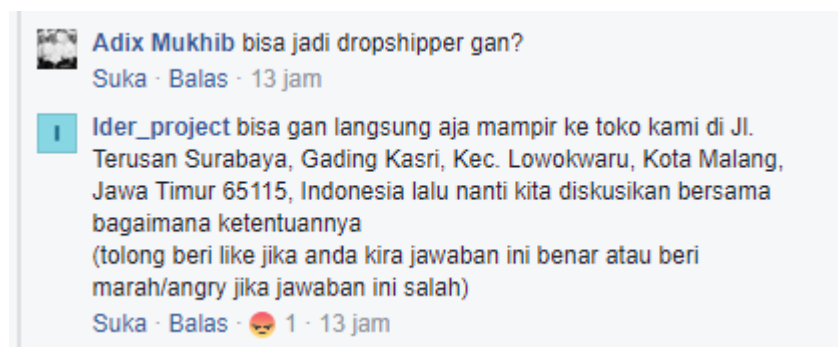 Adix Mukhib bisa jadi dropshipper gan?
Suka · Balas · 13 jam
I
Ider_project bisa gan langsung aja mampir ke toko kami di Jl.
Terusan Surabaya, Gading Kasri, Kec. Lowokwaru, Kota Malang,
Jawa Timur 65115, Indonesia lalu nanti kita diskusikan bersama
bagaimana ketentuannya
(tolong beri like jika anda kira jawaban ini benar atau beri
marah/angry jika jawaban ini salah)
Suka · Balas · 😡 1 · 13 jam